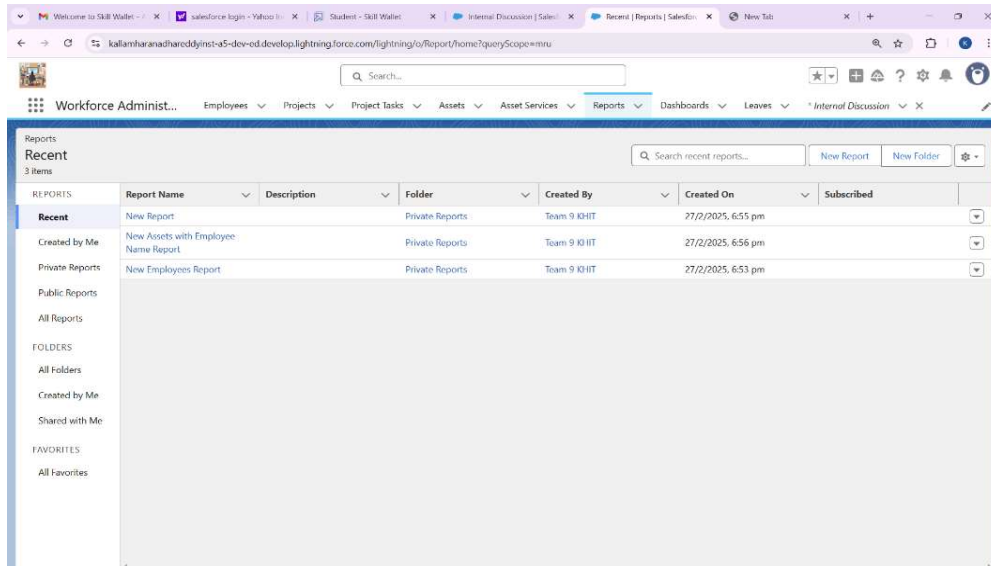 Welcome to Skill Wallet -
salesforce login - Yahoo
Student - Skill Wallet
Internal Discussion | Salesf
Recent | Reports | Salesfor
New Tab
kallamharanadhareddyinst-a5-dev-ed.develop.lightning.force.com/lightning/o/Report/home?queryScope=mru
K
Search...
Workforce Administ...
Employees
Projects
Project Tasks
Assets
Asset Services
Reports
Dashboards
Leaves
* Internal Discussion
Reports
Recent
3 items
Search recent reports...
New Report
New Folder
REPORTS
Recent
Created by Me
Private Reports
Public Reports
All Reports
FOLDERS
All Folders
Created by Me
Shared with Me
FAVORITES
All Favorites
Report Name Description Folder Created By Created On Subscribed
New Report Private Reports Team 9 KHIT 27/2/2025, 6:55 pm
New Assets with Employee
Name Report Private Reports Team 9 KHIT 27/2/2025, 6:56 pm
New Employees Report Private Reports Team 9 KHIT 27/2/2025, 6:53 pm